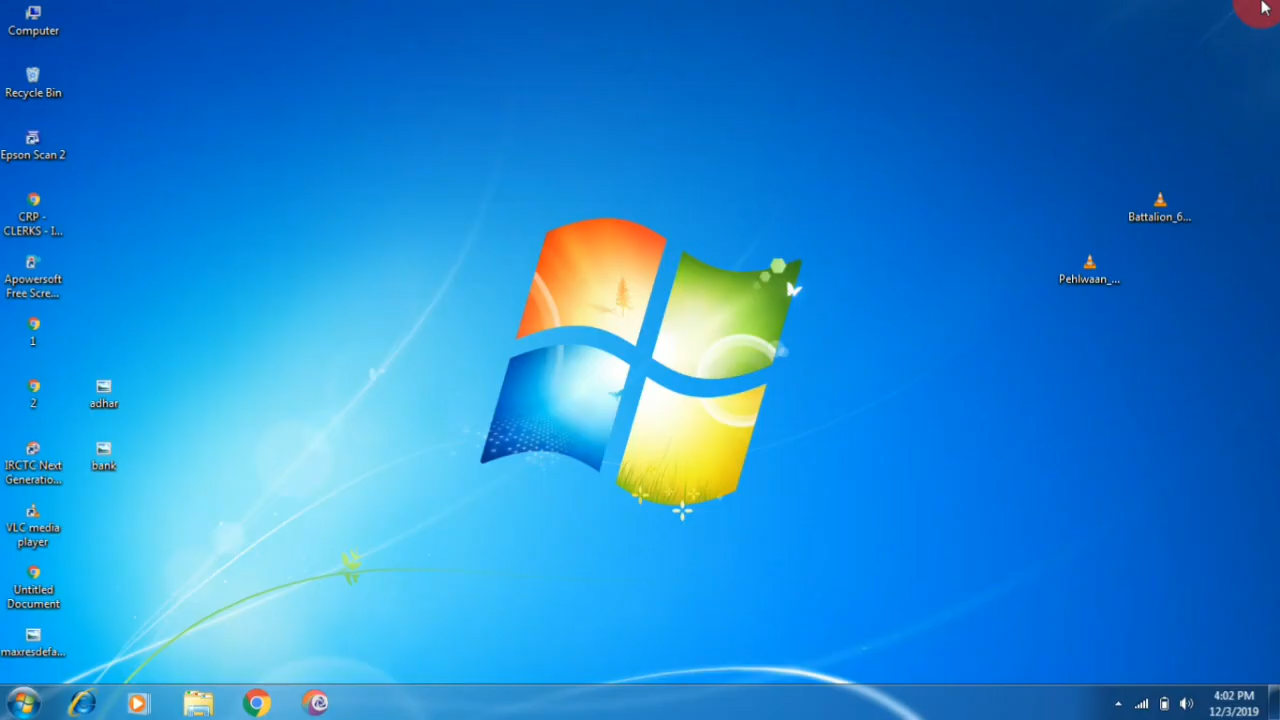 Computer
Recycle Bin
Epson Scan 2
CRP -
CLERKS - I...
Apowersoft
Free Scre...
1
2
IRCTC Next
Generatio...
VLC media
player
Untitled
Document
maxresdefa...
adhar
bank
Battalion_6...
Pehlwaan_...
4:02 PM
12/3/2019